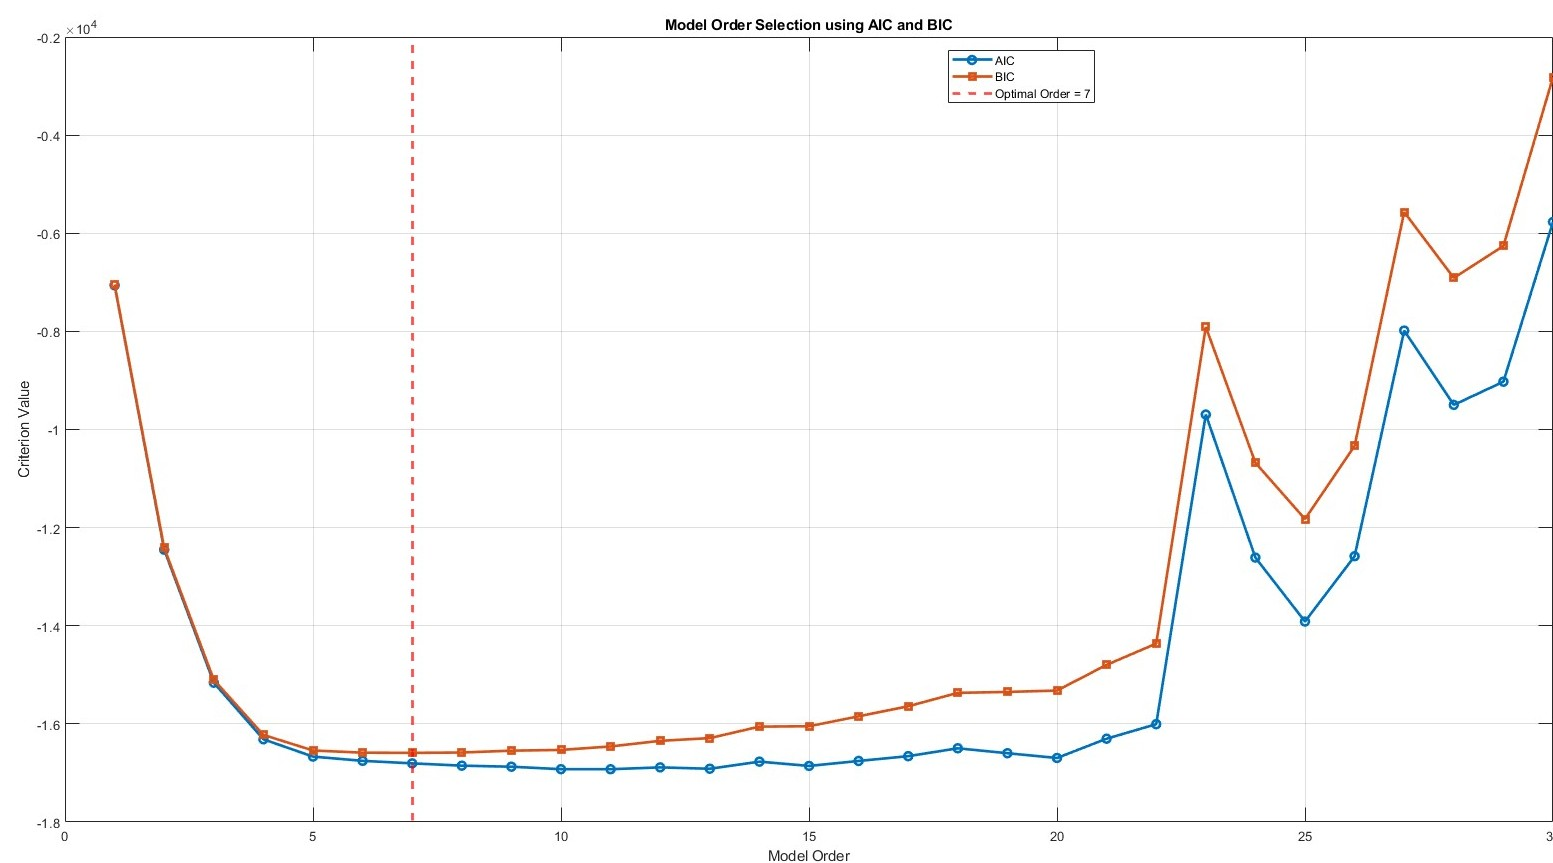 Model Order Selection using AIC and BIC
×10⁴
-0.2
-0.4
-0.6
-0.8
-1
-1.2
-1.4
-1.6
-1.8
Criterion Value
AIC
BIC
Optimal Order = 7
0 5 10 15 20 25 3
Model Order